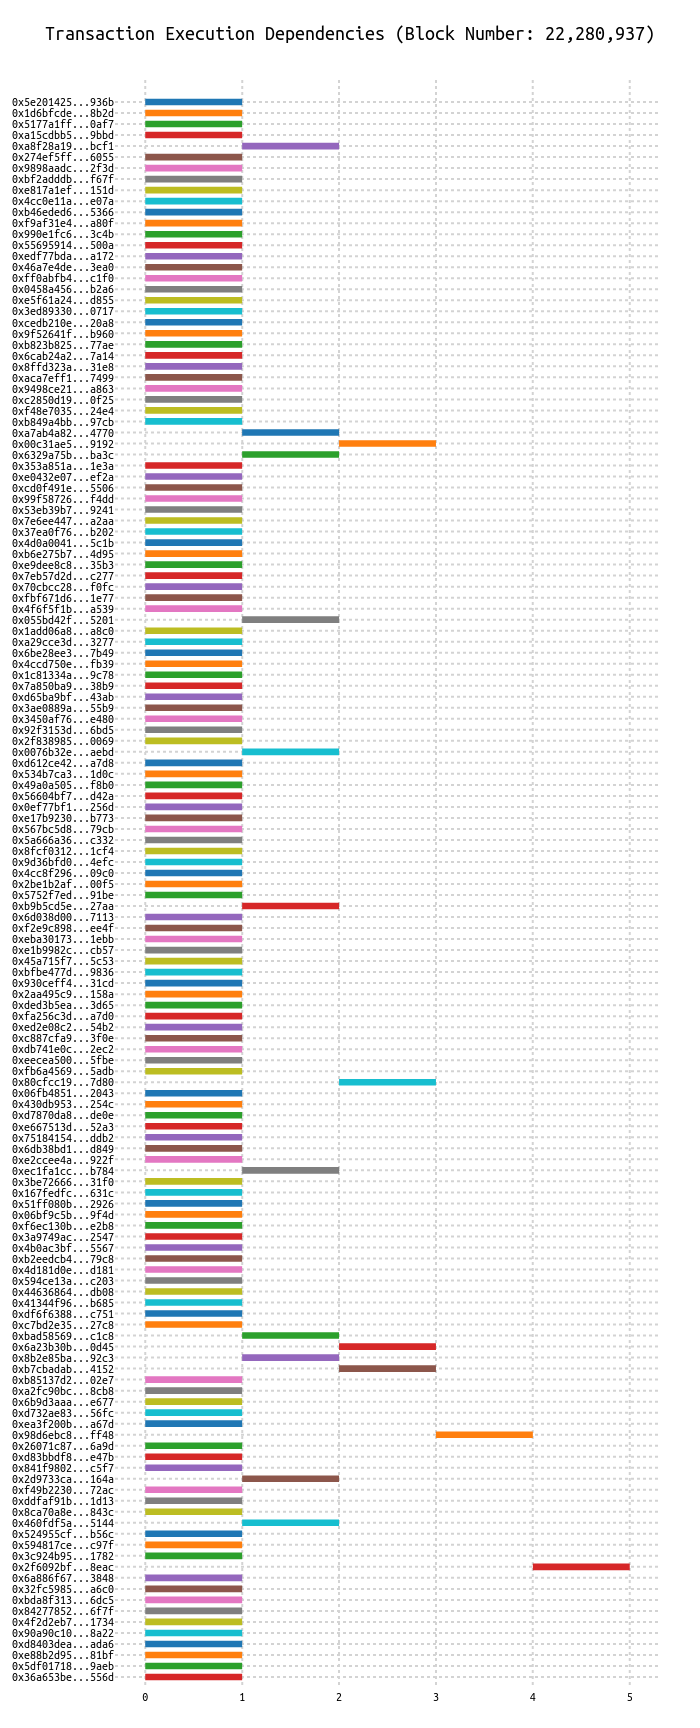 Transaction Execution Dependencies (Block Number: 22,280,937)
0x5e201425...936b
0x1d6bfcde...8b2d
0x5177a1ff...0af7
0xa15cdbb5...9bbd
0xa8f28a19...bcf1
0x274ef5ff...6055
0x9898aadc...2f3d
0xbf2adddb...f67f
0xe817a1ef...151d
0x4cc0e11a...e07a
0xb46eded6...5366
0xf9af31e4...a80f
0x990e1fc6...3c4b
0x55695914...500a
0xedf77bda...a172
0x46a7e4de...3ea0
0xff0abfb4...c1f0
0x0458a456...b2a6
0xe5f61a24...d855
0x3ed89330...0717
0xcedb210e...20a8
0x9f52641f...b960
0xb823b825...77ae
0x6cab24a2...7a14
0x8ffd323a...31e8
0xaca7eff1...7499
0x9498ce21...a863
0xc2850d19...0f25
0xf48e7035...24e4
0xb849a4bb...97cb
0xa7ab4a82...4770
0x00c31ae5...9192
0x6329a75b...ba3c
0x353a851a...1e3a
0xe0432e07...ef2a
0xcd0f491e...5506
0x99f58726...f4dd
0x53eb39b7...9241
0x7e6ee447...a2aa
0x37ea0f76...b202
0x4d0a0041...5c1b
0xb6e275b7...4d95
0xe9dee8c8...35b3
0x7eb57d2d...c277
0x70cbcc28...f0fc
0xfbf671d6...1e77
0x4f6f5f1b...a539
0x055bd42f...5201
0x1add06a8...a8c0
0xa29cce3d...3277
0x6be28ee3...7b49
0x4ccd750e...fb39
0x1c81334a...9c78
0x7a850ba9...38b9
0xd65ba9bf...43ab
0x3ae0889a...55b9
0x3450af76...e480
0x92f3153d...6bd5
0x2f838985...0069
0x0076b32e...aebd
0xd612ce42...a7d8
0x534b7ca3...1d0c
0x49a0a505...f8b0
0x56604bf7...d42a
0x0ef77bf1...256d
0xe17b9230...b773
0x567bc5d8...79cb
0x5a666a36...c332
0x8fcf0312...1cf4
0x9d36bfd0...4efc
0x4cc8f296...09c0
0x2be1b2af...00f5
0x5752f7ed...91be
0xb9b5cd5e...27aa
0x6d038d00...7113
0xf2e9c898...ee4f
0xeba30173...1ebb
0xe1b9982c...cb57
0x45a715f7...5c53
0xbfbe477d...9836
0x930ceff4...31cd
0x2aa495c9...158a
0xded3b5ea...3d65
0xfa256c3d...a7d0
0xed2e08c2...54b2
0xc887cfa9...3f0e
0xdb741e0c...2ec2
0xeecea500...5fbe
0xfb6a4569...5adb
0x80cfcc19...7d80
0x06fb4851...2043
0x430db953...254c
0xd7870da8...de0e
0xe667513d...52a3
0x75184154...ddb2
0x6db38bd1...d849
0xe2ccee4a...922f
0xec1fa1cc...b784
0x3be72666...31f0
0x167fedfc...631c
0x51ff080b...2926
0x06bf9c5b...9f4d
0xf6ec130b...e2b8
0x3a9749ac...2547
0x4b0ac3bf...5567
0xb2eedcb4...79c8
0x4d181d0e...d181
0x594ce13a...c203
0x44636864...db08
0x41344f96...b685
0xdf6f6388...c751
0xc7bd2e35...27c8
0xbad58569...c1c8
0x6a23b30b...0d45
0x8b2e85ba...92c3
0xb7cbadab...4152
0xb85137d2...02e7
0xa2fc90bc...8cb8
0x6b9d3aaa...e677
0xd732ae83...56fc
0xea3f200b...a67d
0x98d6ebc8...ff48
0x26071c87...6a9d
0xd83bbdf8...e47b
0x841f9802...c5f7
0x2d9733ca...164a
0xf49b2230...72ac
0xddfaf91b...1d13
0x8ca70a8e...843c
0x460fdf5a...5144
0x524955cf...b56c
0x594817ce...c97f
0x3c924b95...1782
0x2f6092bf...8eac
0x6a886f67...3848
0x32fc5985...a6c0
0xbda8f313...6dc5
0x84277852...6f7f
0x4f2d2eb7...1734
0x90a90c10...8a22
0xd8403dea...ada6
0xe88b2d95...81bf
0x5df01718...9aeb
0x36a653be...556d
0 1 2 3 4 5